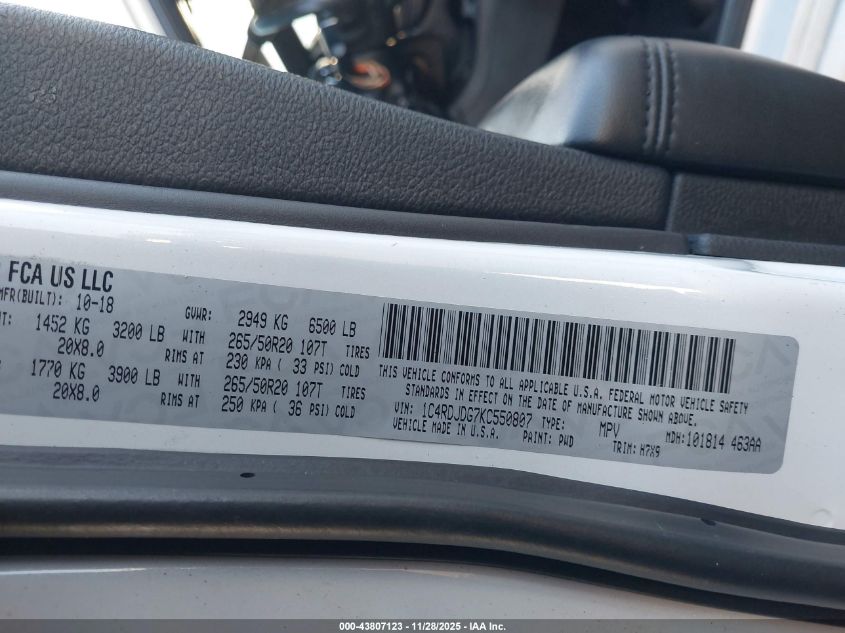 FCA US LLC
MFR(BUILT): 10-18 GVWR: 2949 KG 6500 LB
1452 KG 3200 LB WITH 265/50R20 107T TIRES
20X8.0 RIMS AT 230 KPA ( 33 PSI) COLD
1770 KG 3900 LB WITH 265/50R20 107T TIRES
20X8.0 RIMS AT 250 KPA ( 36 PSI) COLD
THIS VEHICLE CONFORMS TO ALL APPLICABLE U.S.A. FEDERAL MOTOR VEHICLE SAFETY
STANDARDS IN EFFECT ON THE DATE OF MANUFACTURE SHOWN ABOVE.
VIN: 1C4RDJDG7KC550807 TYPE: MPV MDH:101814 463AA
VEHICLE MADE IN U.S.A. PAINT: PWD TRIM: H7X9
000-43807123 | 11/28/2025 - IAA Inc.